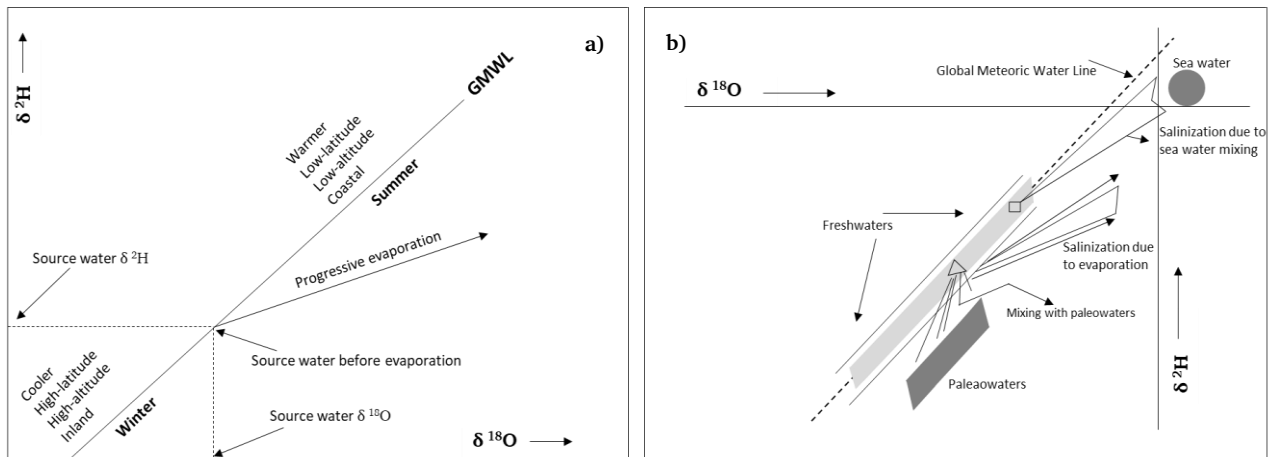 a)
δ ²H
GMWL
Warmer
Low-latitude
Low-altitude
Coastal
Summer
Progressive evaporation
Source water δ ²H
Source water before evaporation
Cooler
High-latitude
High-altitude
Inland
Winter
Source water δ ¹⁸O
δ ¹⁸O
b)
Global Meteoric Water Line
Sea water
δ ¹⁸O
Salinization due to
sea water mixing
Freshwaters
Salinization due
to evaporation
Mixing with paleowaters
Paleaowaters
δ ²H